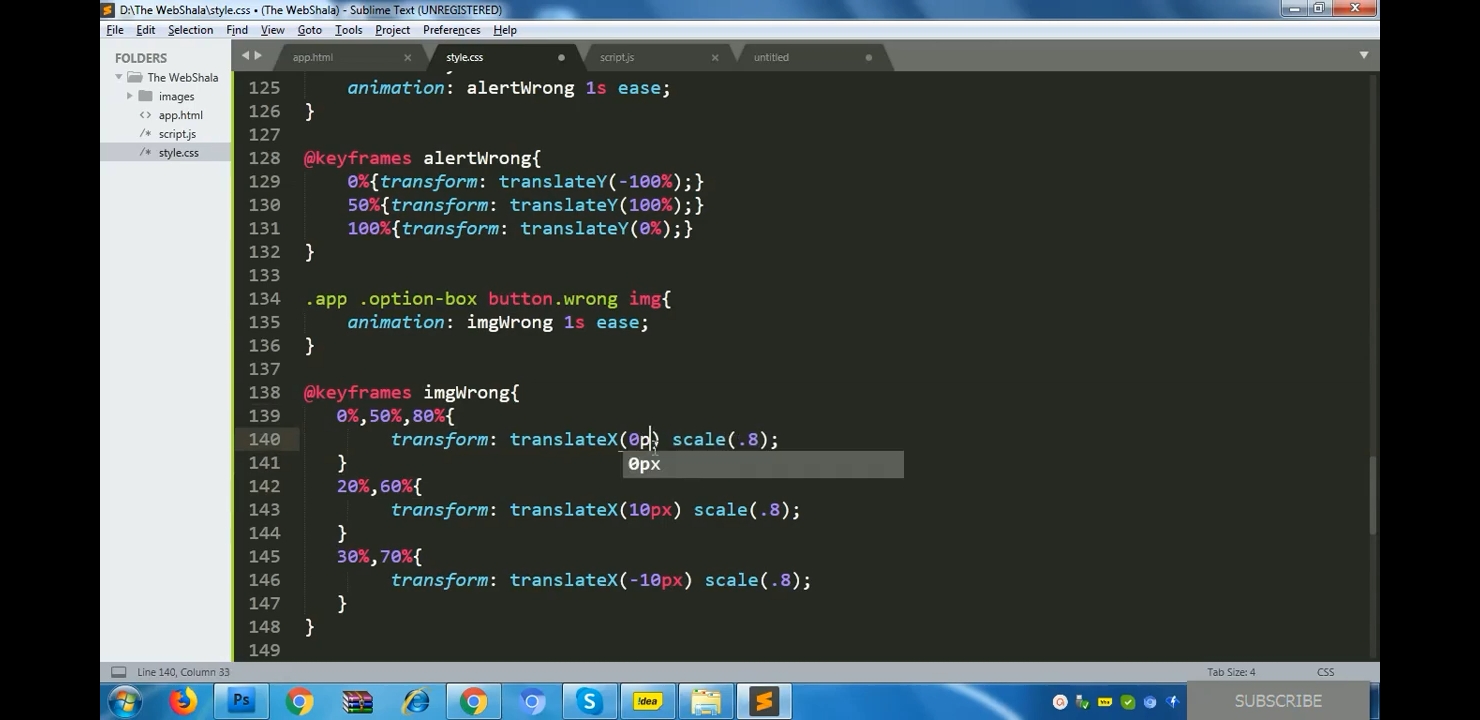 D:\The WebShala\style.css • (The WebShala) - Sublime Text (UNREGISTERED)
File Edit Selection Find View Goto Tools Project Preferences Help
FOLDERS
The WebShala
images
<> app.html
/* script.js
/* style.css
app.html style.css script.js untitled
125 animation: alertWrong 1s ease;
126 }
127
128 @keyframes alertWrong{
129 0%{transform: translateY(-100%);}
130 50%{transform: translateY(100%);}
131 100%{transform: translateY(0%);}
132 }
133
134 .app .option-box button.wrong img{
135 animation: imgWrong 1s ease;
136 }
137
138 @keyframes imgWrong{
139 0%,50%,80%{
140 transform: translateX(0p) scale(.8);
0px
141 }
142 20%,60%{
143 transform: translateX(10px) scale(.8);
144 }
145 30%,70%{
146 transform: translateX(-10px) scale(.8);
147 }
148 }
149
Line 140, Column 33 Tab Size: 4 CSS
Ps !dea
SUBSCRIBE